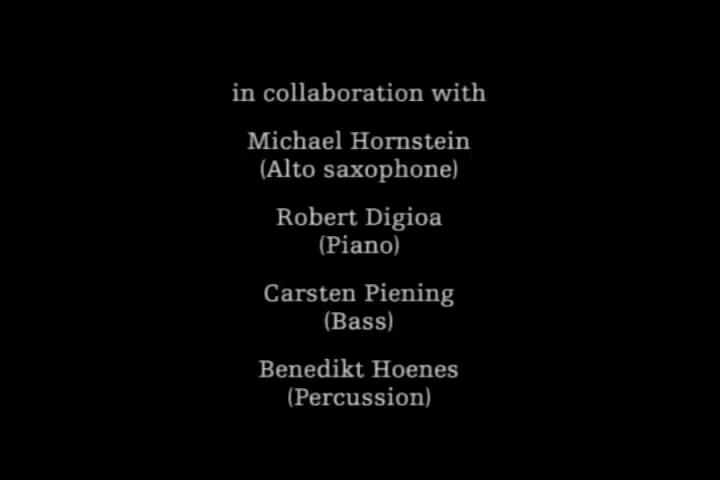 in collaboration with
Michael Hornstein
(Alto saxophone)
Robert Digioa
(Piano)
Carsten Piening
(Bass)
Benedikt Hoenes
(Percussion)